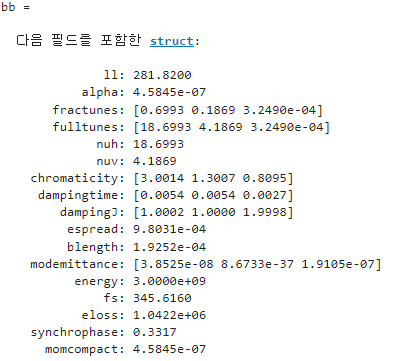 bb =
다음 필드를 포함한 struct:
ll: 281.8200
alpha: 4.5845e-07
fractunes: [0.6993 0.1869 3.2490e-04]
fulltunes: [18.6993 4.1869 3.2490e-04]
nuh: 18.6993
nuv: 4.1869
chromaticity: [3.0014 1.3007 0.8095]
dampingtime: [0.0054 0.0054 0.0027]
dampingJ: [1.0002 1.0000 1.9998]
espread: 9.8031e-04
blength: 1.9252e-04
modemittance: [3.8525e-08 8.6733e-37 1.9105e-07]
energy: 3.0000e+09
fs: 345.6160
eloss: 1.0422e+06
synchrophase: 0.3317
momcompact: 4.5845e-07